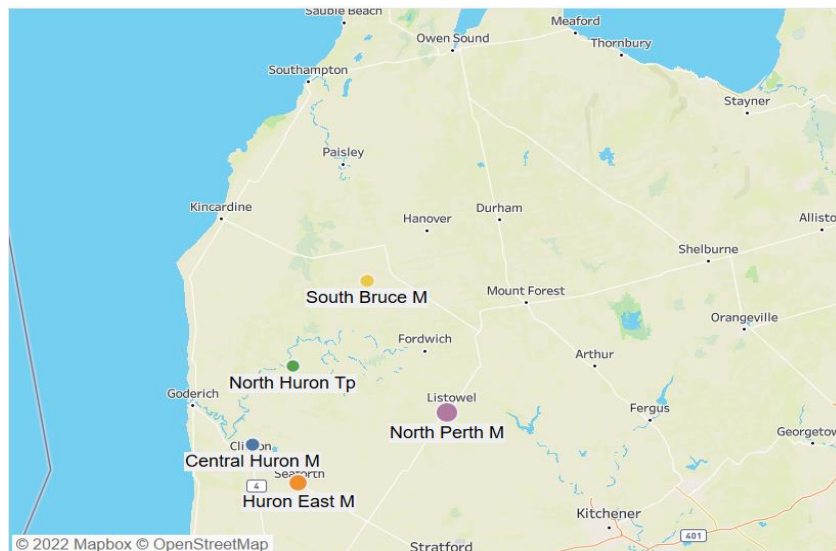 Sauble Beach
Meaford
Owen Sound
Thornbury
Southampton
Stayner
Paisley
Kincardine
Hanover
Durham
Alliston
Shelburne
South Bruce M
Mount Forest
Orangeville
Fordwich
Arthur
North Huron Tp
Goderich
Listowel
Fergus
North Perth M
Georgetow
Clinton
Central Huron M
Seaforth
4
Huron East M
Kitchener
401
Stratford
© 2022 Mapbox © OpenStreetMap